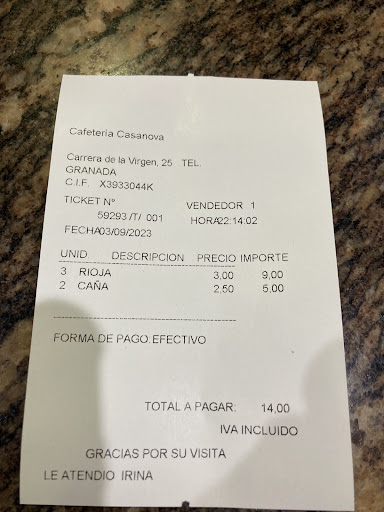 Cafeteria Casanova
Carrera de la Virgen, 25 TEL.
GRANADA
C.I.F. X3933044K
TICKET Nº VENDEDOR 1
59293 /T/ 001 HORA22:14:02
FECHA03/09/2023
UNID DESCRIPCION PRECIO IMPORTE
3 RIOJA 3,00 9,00
2 CAÑA 2,50 5,00
FORMA DE PAGO:EFECTIVO
TOTAL A PAGAR: 14,00
IVA INCLUIDO
GRACIAS POR SU VISITA
LE ATENDIO IRINA